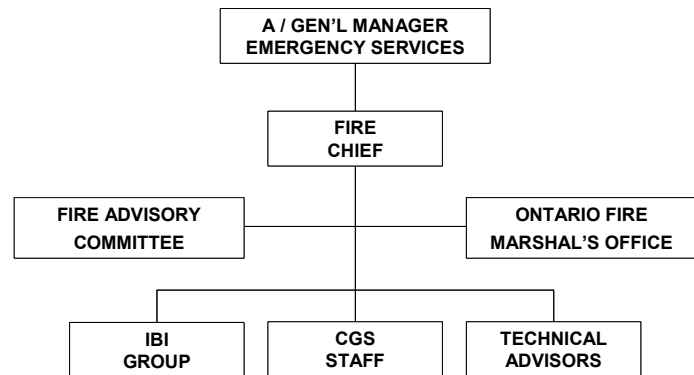 A / GEN’L MANAGER
EMERGENCY SERVICES
FIRE
CHIEF
FIRE ADVISORY
COMMITTEE
ONTARIO FIRE
MARSHAL’S OFFICE
IBI
GROUP
CGS
STAFF
TECHNICAL
ADVISORS